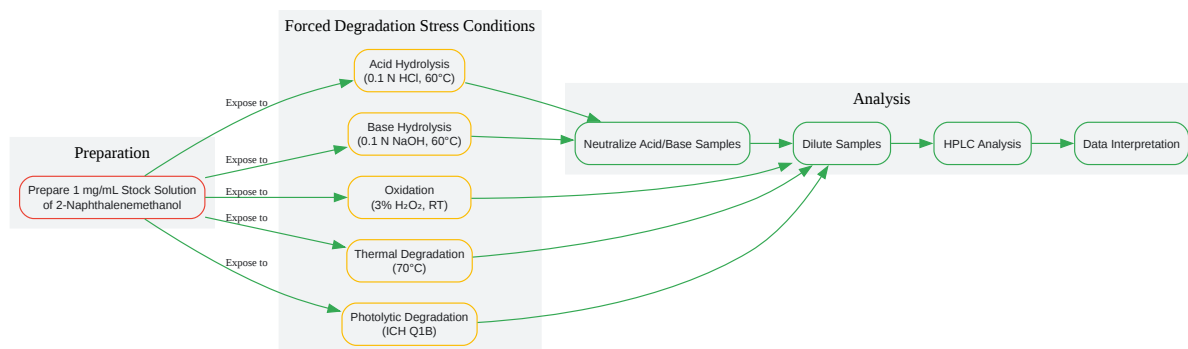 Preparation
Prepare 1 mg/mL Stock Solution
of 2-Naphthalenemethanol
Expose to
Expose to
Expose to
Expose to
Expose to
Forced Degradation Stress Conditions
Acid Hydrolysis
(0.1 N HCl, 60°C)
Base Hydrolysis
(0.1 N NaOH, 60°C)
Oxidation
(3% H₂O₂, RT)
Thermal Degradation
(70°C)
Photolytic Degradation
(ICH Q1B)
Analysis
Neutralize Acid/Base Samples
Dilute Samples
HPLC Analysis
Data Interpretation